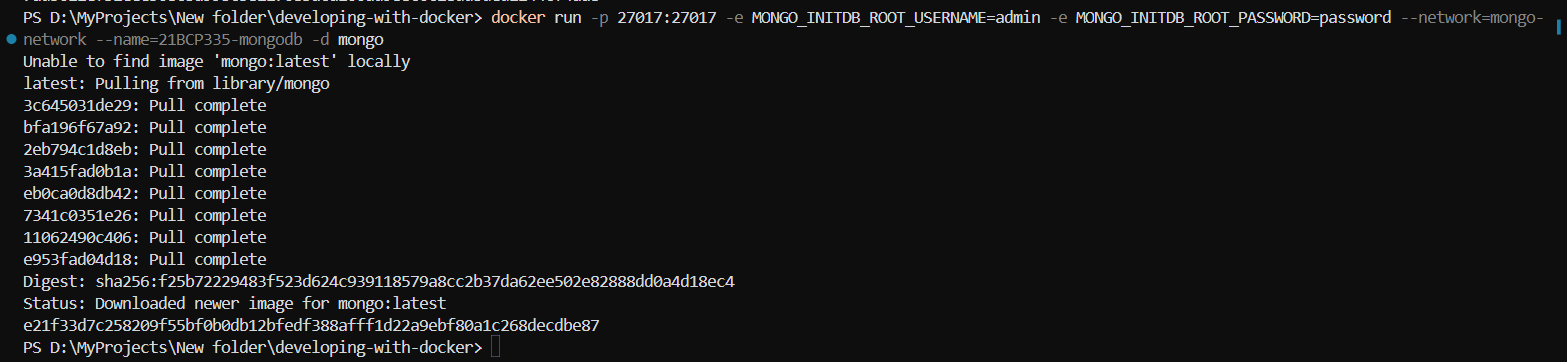 PS D:\MyProjects\New folder\developing-with-docker> docker run -p 27017:27017 -e MONGO_INITDB_ROOT_USERNAME=admin -e MONGO_INITDB_ROOT_PASSWORD=password --network=mongo-
network --name=21BCP335-mongodb -d mongo
Unable to find image 'mongo:latest' locally
latest: Pulling from library/mongo
3c645031de29: Pull complete
bfa196f67a92: Pull complete
2eb794c1d8eb: Pull complete
3a415fad0b1a: Pull complete
eb0ca0d8db42: Pull complete
7341c0351e26: Pull complete
11062490c406: Pull complete
e953fad04d18: Pull complete
Digest: sha256:f25b72229483f523d624c939118579a8cc2b37da62ee502e82888dd0a4d18ec4
Status: Downloaded newer image for mongo:latest
e21f33d7c258209f55bf0b0db12bfedf388afff1d22a9ebf80a1c268decdbe87
PS D:\MyProjects\New folder\developing-with-docker>